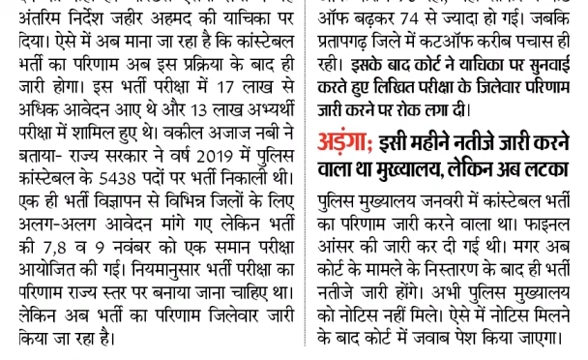 अंतरिम निर्देश जहीर अहमद की याचिका पर
दिया। ऐसे में अब माना जा रहा है कि कांस्टेबल
भर्ती का परिणाम अब इस प्रक्रिया के बाद ही
जारी होगा। इस भर्ती परीक्षा में 17 लाख से
अधिक आवेदन आए थे और 13 लाख अभ्यर्थी
परीक्षा में शामिल हुए थे। वकील अजाज नबी ने
बताया- राज्य सरकार ने वर्ष 2019 में पुलिस
कांस्टेबल के 5438 पदों पर भर्ती निकाली थी।
एक ही भर्ती विज्ञापन से विभिन्न जिलों के लिए
अलग-अलग आवेदन मांगे गए लेकिन भर्ती
की 7,8 व 9 नवंबर को एक समान परीक्षा
आयोजित की गई। नियमानुसार भर्ती परीक्षा का
परिणाम राज्य स्तर पर बनाया जाना चाहिए था।
लेकिन अब भर्ती का परिणाम जिलेवार जारी
किया जा रहा है।
ऑफ बढ़कर 74 से ज्यादा हो गई। जबकि
प्रतापगढ़ जिले में कटऑफ करीब पचास ही
रही। इसके बाद कोर्ट ने याचिका पर सुनवाई
करते हुए लिखित परीक्षा के जिलेवार परिणाम
जारी करने पर रोक लगा दी।
अड़ंगा; इसी महीने नतीजे जारी करने
वाला था मुख्यालय, लेकिन अब लटका
पुलिस मुख्यालय जनवरी में कांस्टेबल भर्ती
का परिणाम जारी करने वाला था। फाइनल
आंसर की जारी कर दी गई थी। मगर अब
कोर्ट के मामले के निस्तारण के बाद ही भर्ती
नतीजे जारी होंगे। अभी पुलिस मुख्यालय
को नोटिस नहीं मिले। ऐसे में नोटिस मिलने
के बाद कोर्ट में जवाब पेश किया जाएगा।